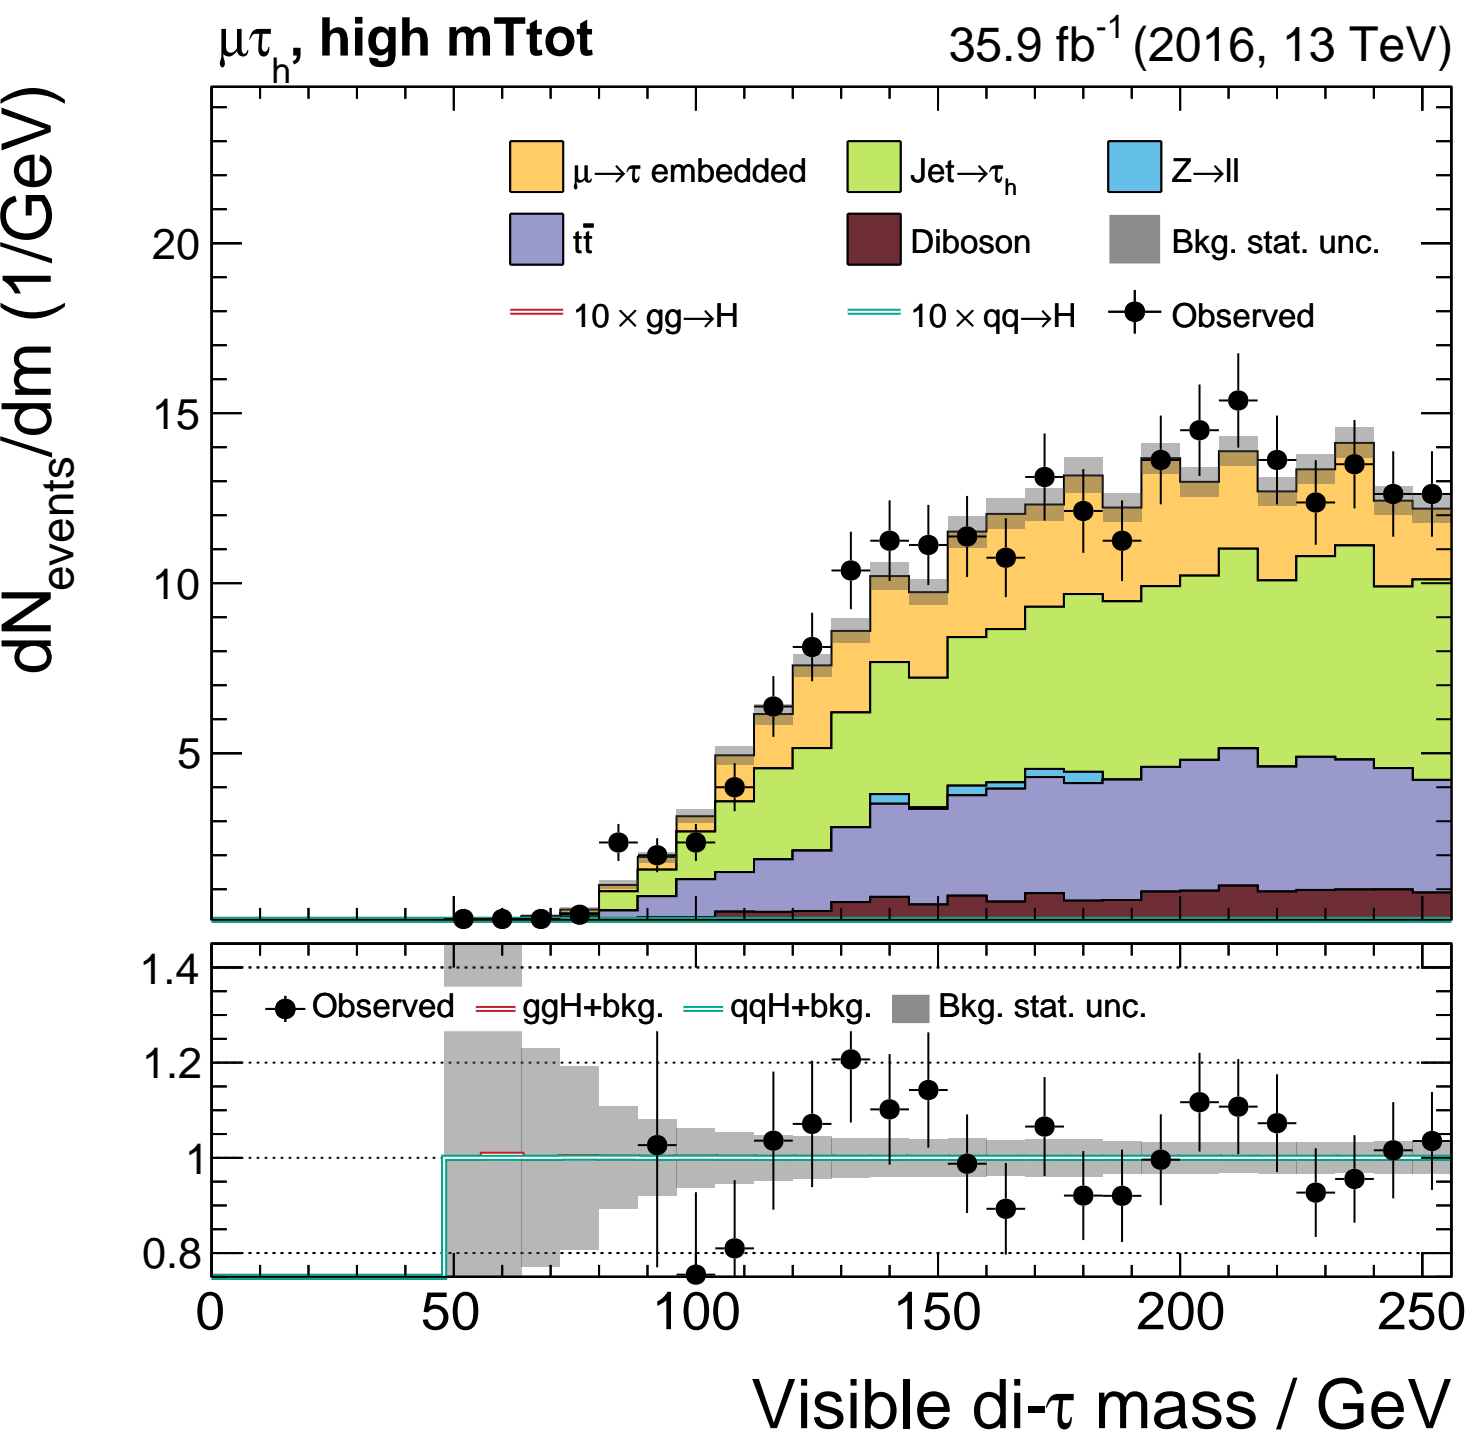 μτh, high mTtot 35.9 fb-1 (2016, 13 TeV)
dNevents/dm (1/GeV)
μ→τ embedded Jet→τh Z→ll
tt̄ Diboson Bkg. stat. unc.
10 × gg→H 10 × qq→H Observed
20
15
10
5
1.4
Observed ggH+bkg. qqH+bkg. Bkg. stat. unc.
1.2
1
0.8
0 50 100 150 200 250
Visible di-τ mass / GeV